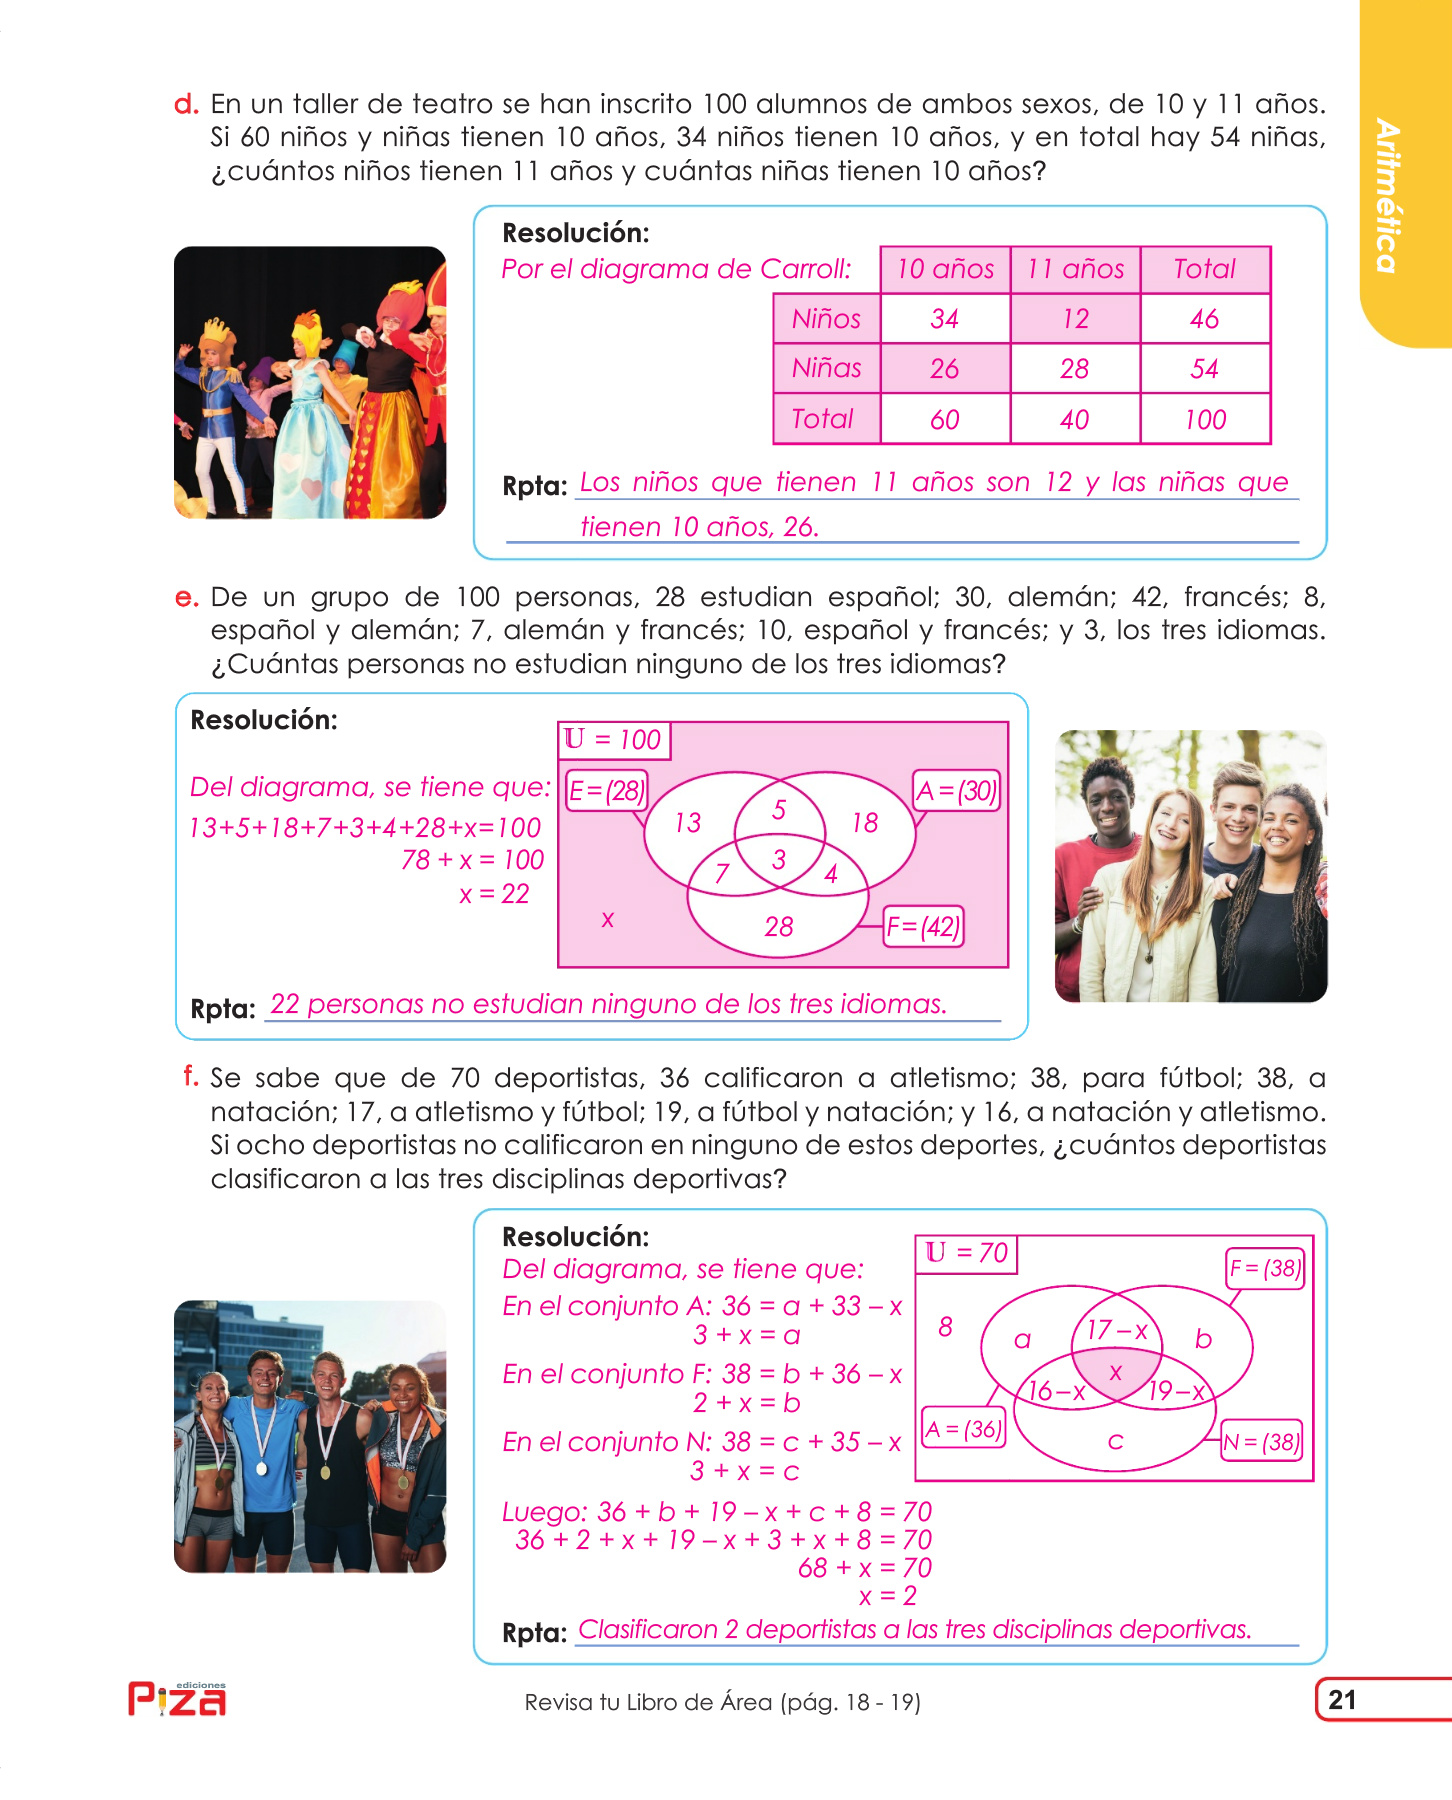 Aritmética
d. En un taller de teatro se han inscrito 100 alumnos de ambos sexos, de 10 y 11 años.
Si 60 niños y niñas tienen 10 años, 34 niños tienen 10 años, y en total hay 54 niñas,
¿cuántos niños tienen 11 años y cuántas niñas tienen 10 años?
Resolución:
Por el diagrama de Carroll:
10 años 11 años Total
Niños 34 12 46
Niñas 26 28 54
Total 60 40 100
Rpta: Los niños que tienen 11 años son 12 y las niñas que
tienen 10 años, 26.
e. De un grupo de 100 personas, 28 estudian español; 30, alemán; 42, francés; 8,
español y alemán; 7, alemán y francés; 10, español y francés; y 3, los tres idiomas.
¿Cuántas personas no estudian ninguno de los tres idiomas?
Resolución:
Del diagrama, se tiene que:
13+5+18+7+3+4+28+x=100
78 + x = 100
x = 22
𝕌 = 100
E=(28)
A=(30)
13
5
18
7
3
4
x
28
F=(42)
Rpta: 22 personas no estudian ninguno de los tres idiomas.
f. Se sabe que de 70 deportistas, 36 calificaron a atletismo; 38, para fútbol; 38, a
natación; 17, a atletismo y fútbol; 19, a fútbol y natación; y 16, a natación y atletismo.
Si ocho deportistas no calificaron en ninguno de estos deportes, ¿cuántos deportistas
clasificaron a las tres disciplinas deportivas?
Resolución:
Del diagrama, se tiene que:
En el conjunto A: 36 = a + 33 – x
3 + x = a
En el conjunto F: 38 = b + 36 – x
2 + x = b
En el conjunto N: 38 = c + 35 – x
3 + x = c
Luego: 36 + b + 19 – x + c + 8 = 70
36 + 2 + x + 19 – x + 3 + x + 8 = 70
68 + x = 70
x = 2
𝕌 = 70
F = (38)
8
a
17–x
b
x
16–x
19–x
A = (36)
c
N = (38)
Rpta: Clasificaron 2 deportistas a las tres disciplinas deportivas.
ediciones
Piza
Revisa tu Libro de Área (pág. 18 - 19)
21